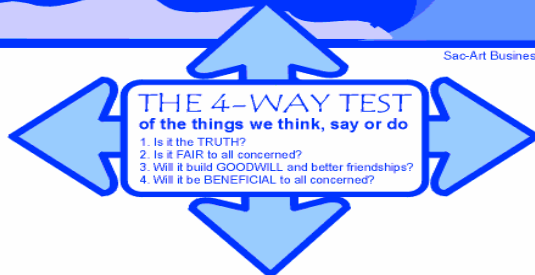 Sac-Art Busines
THE 4-WAY TEST
of the things we think, say or do
1. Is it the TRUTH?
2. Is it FAIR to all concerned?
3. Will it build GOODWILL and better friendships?
4. Will it be BENEFICIAL to all concerned?